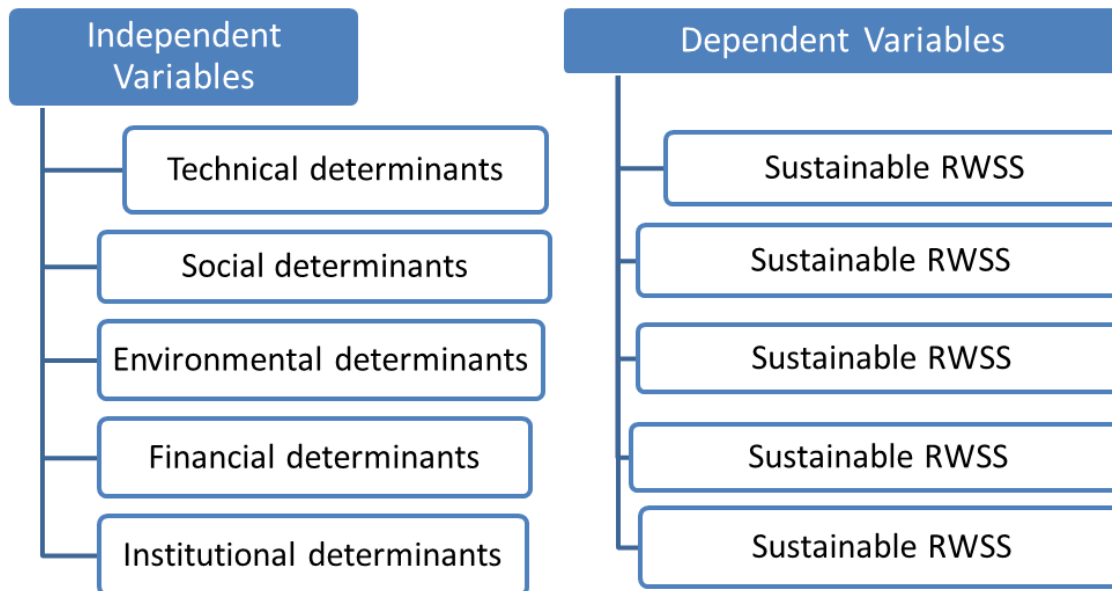 Independent
Variables
Technical determinants
Social determinants
Environmental determinants
Financial determinants
Institutional determinants
Dependent Variables
Sustainable RWSS
Sustainable RWSS
Sustainable RWSS
Sustainable RWSS
Sustainable RWSS